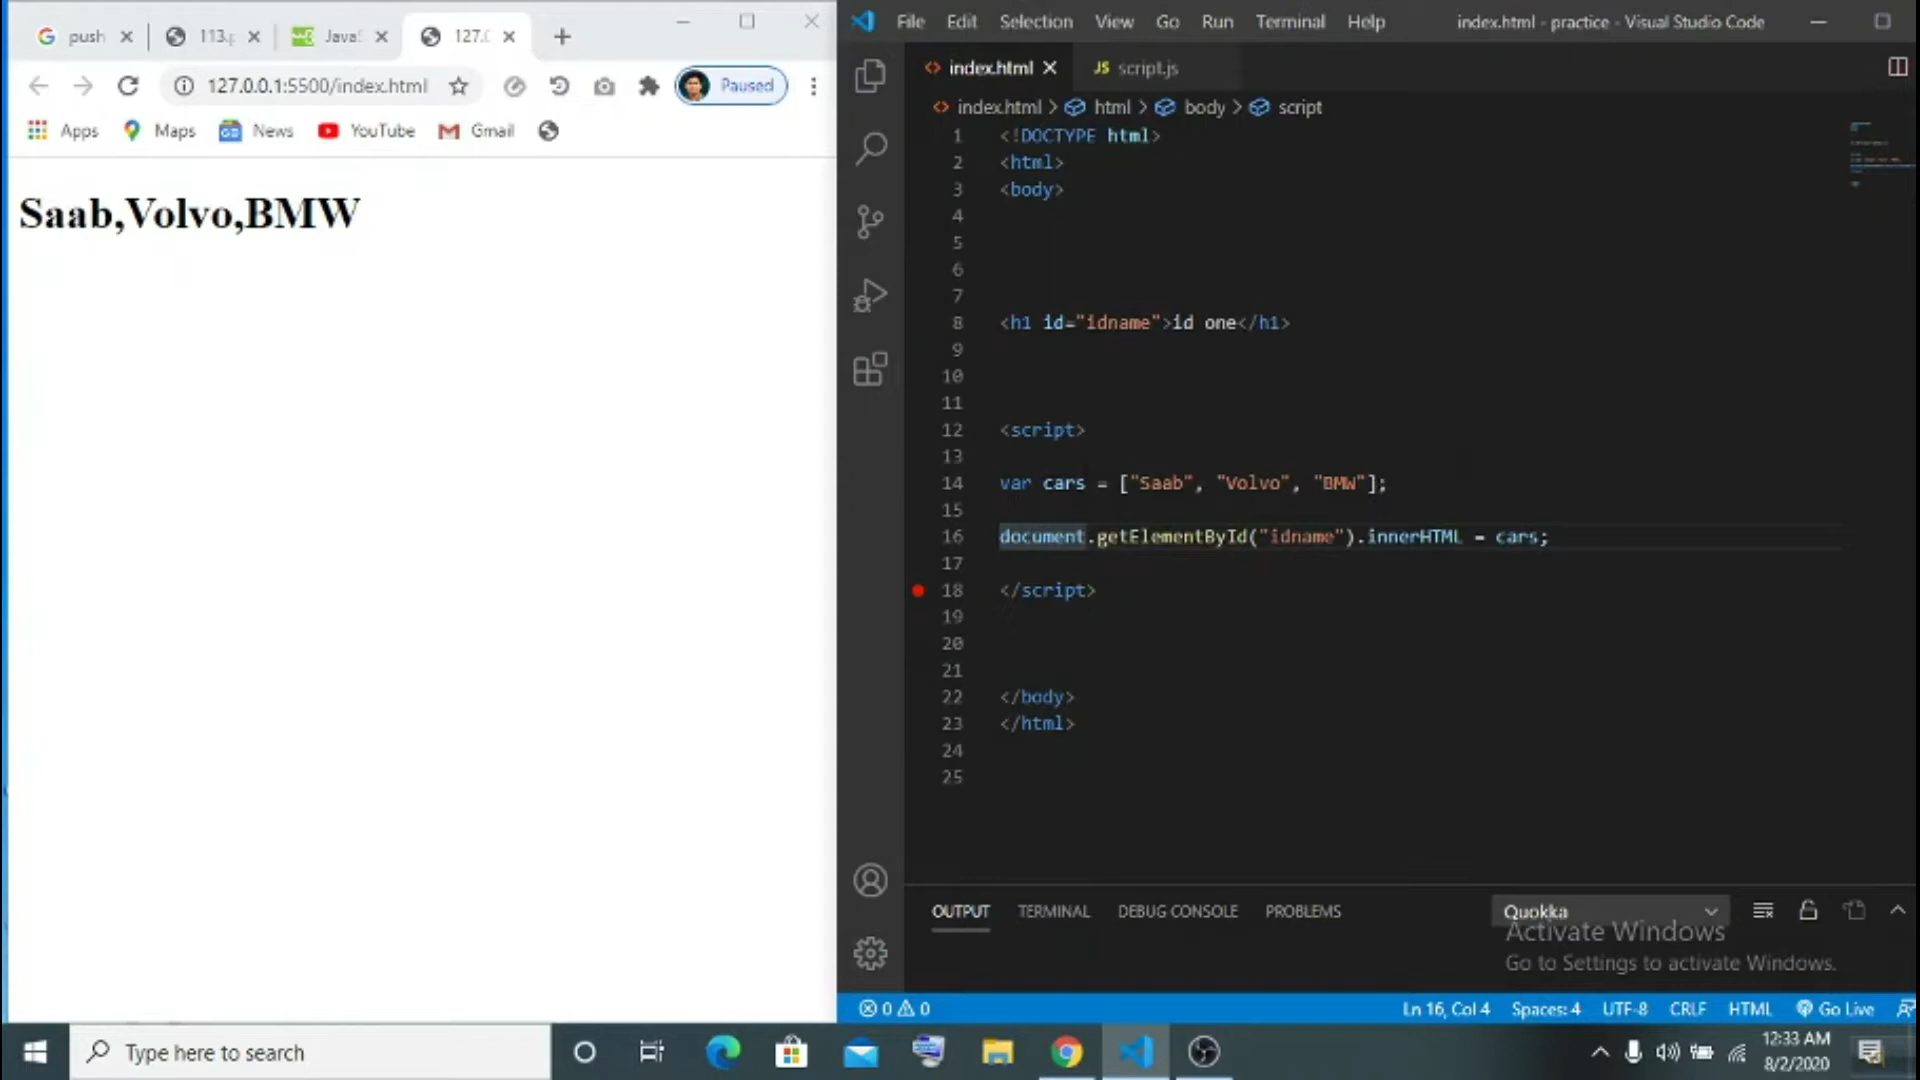 push
113.p
JavaS
127.0
127.0.0.1:5500/index.html
Paused
Apps
Maps
News
YouTube
Gmail
Saab,Volvo,BMW
File Edit Selection View Go Run Terminal Help
index.html - practice - Visual Studio Code
index.html
JS script.js
index.html > html > body > script
1 <!DOCTYPE html>
2 <html>
3 <body>
4
5
6
7
8 <h1 id="idname">id one</h1>
9
10
11
12 <script>
13
14 var cars = ["Saab", "Volvo", "BMW"];
15
16 document.getElementById("idname").innerHTML = cars;
17
18 </script>
19
20
21
22 </body>
23 </html>
24
25
OUTPUT TERMINAL DEBUG CONSOLE PROBLEMS
Quokka
Activate Windows
Go to Settings to activate Windows.
0 0
Ln 16, Col 4 Spaces: 4 UTF-8 CRLF HTML Go Live
Type here to search
12:33 AM
8/2/2020